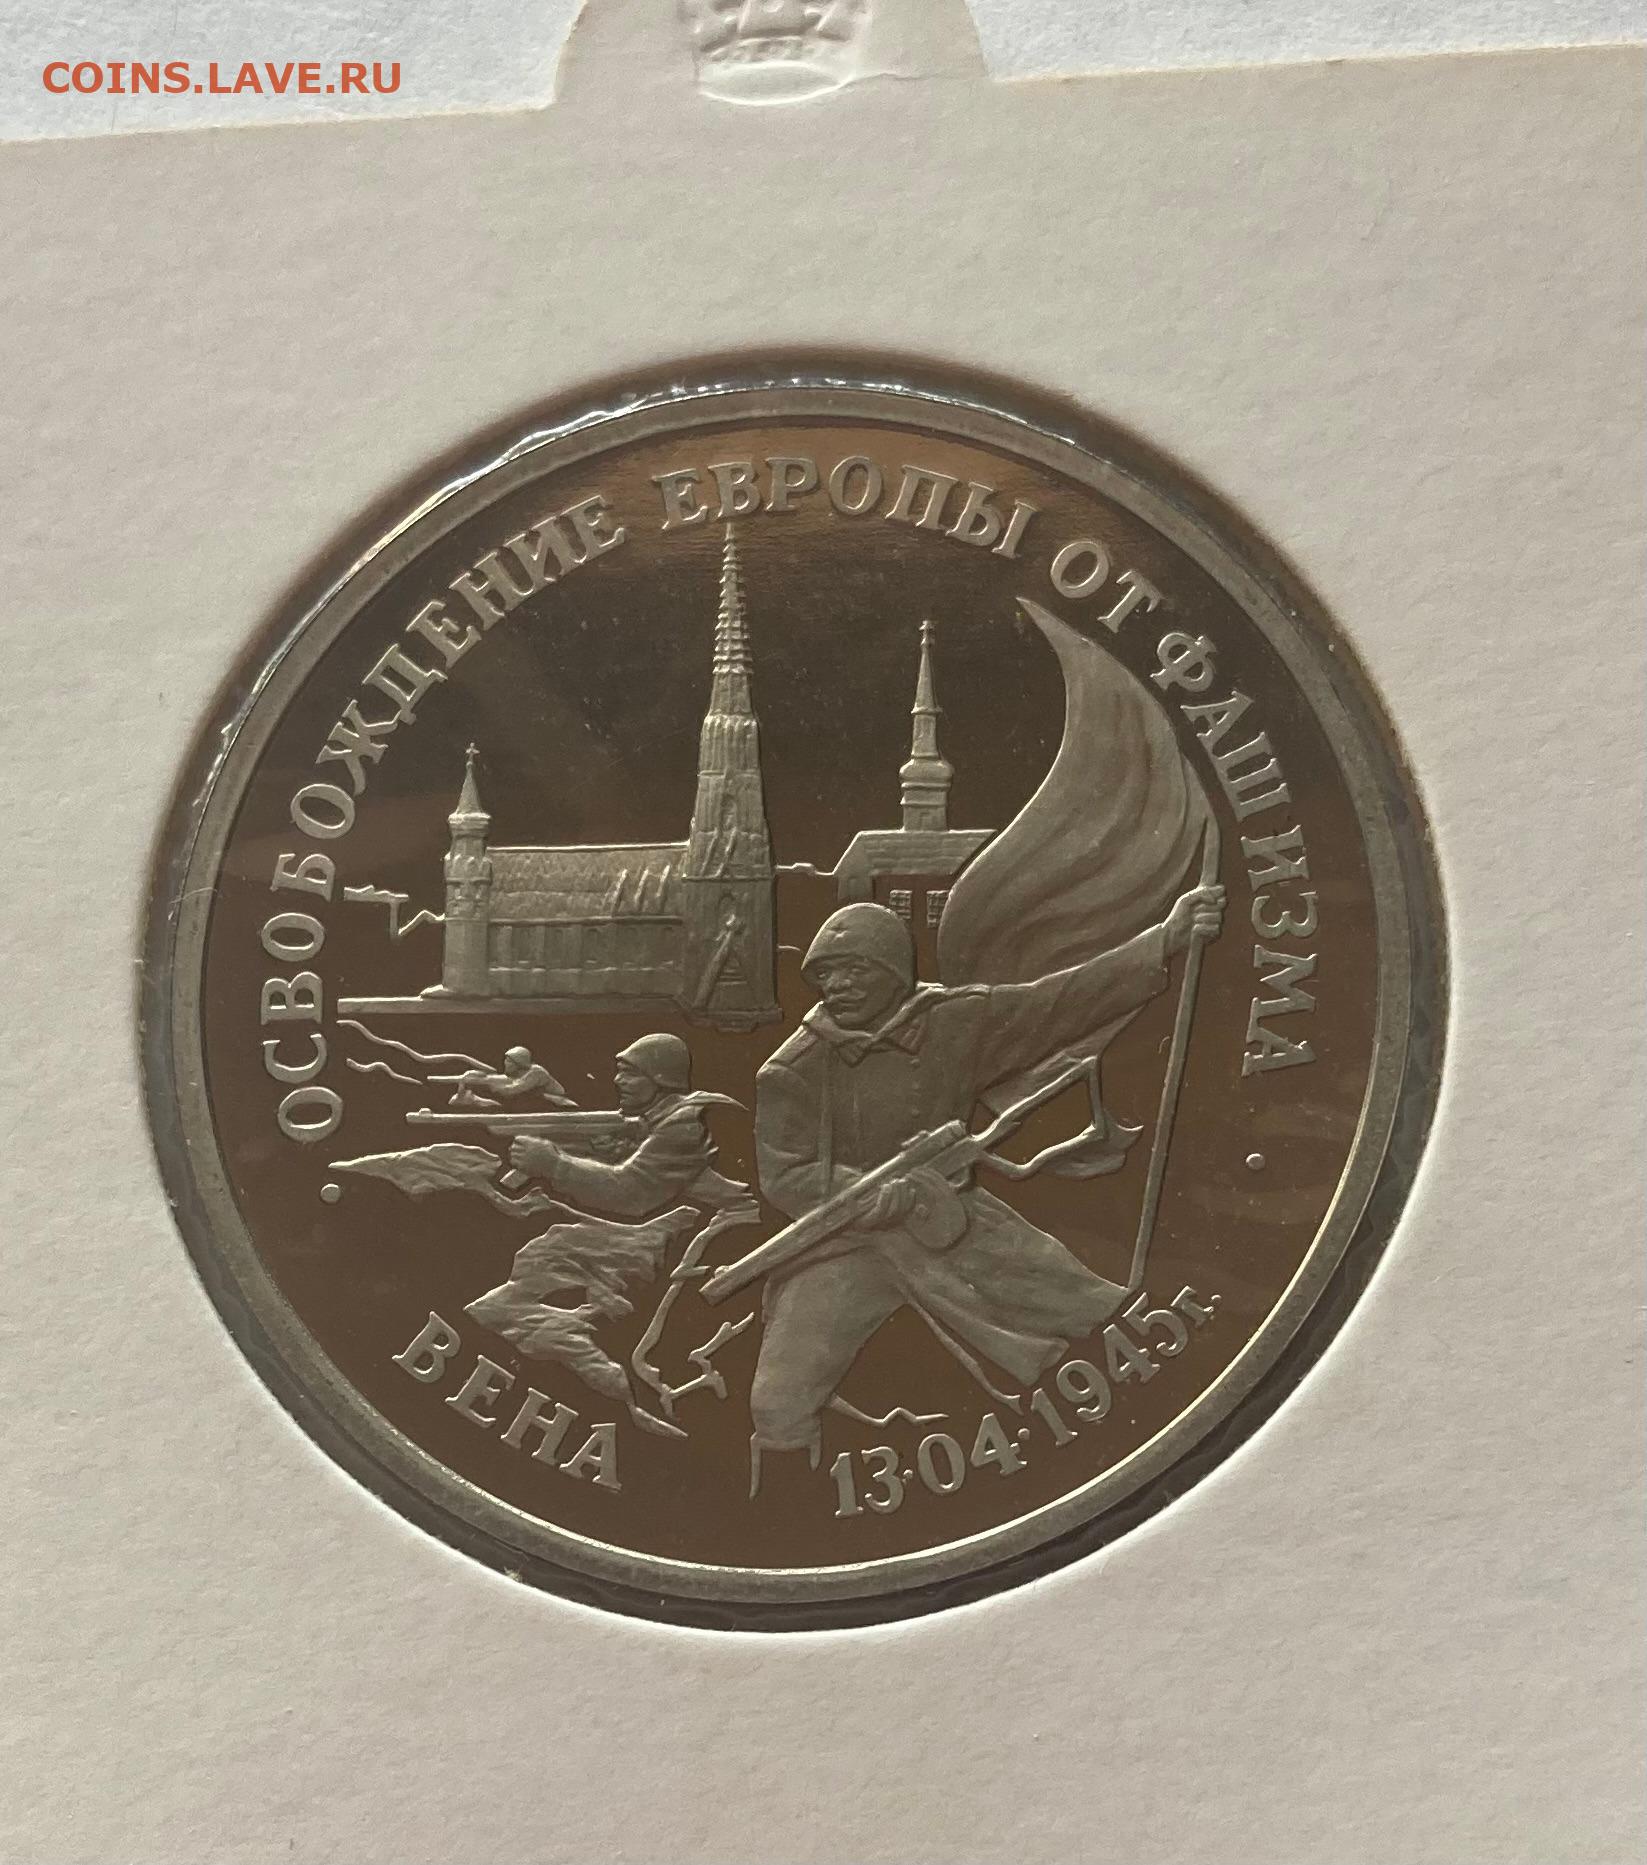 COINS.LAVE.RU
ОСВОБОЖДЕНИЕ ЕВРОПЫ ОТ ФАШИЗМА
ВЕНА
13·04·1945г.